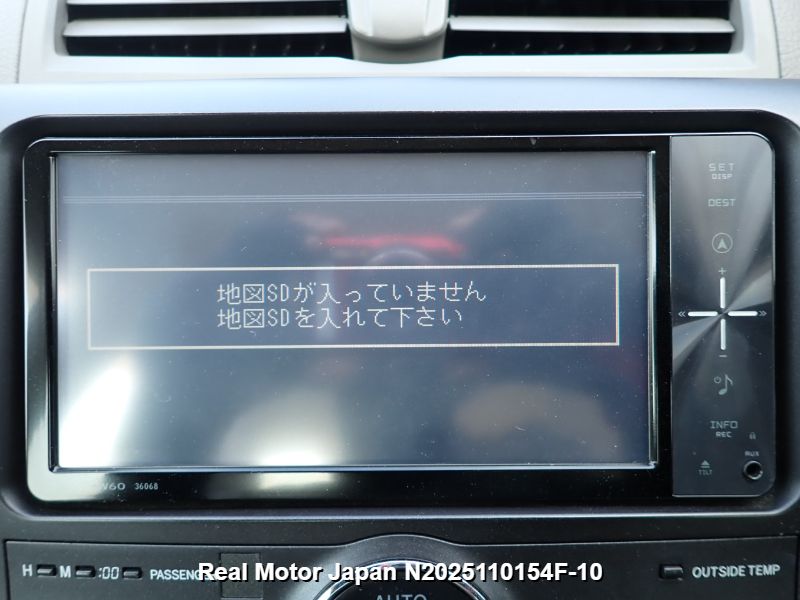 SET
DISP
DEST
+
地図SDが入っていません
地図SDを入れて下さい
−
INFO
REC
AUX
TILT
W60 36068
H M :00 PASSENG
OUTSIDE TEMP
Real Motor Japan N2025110154F-10
AUTO